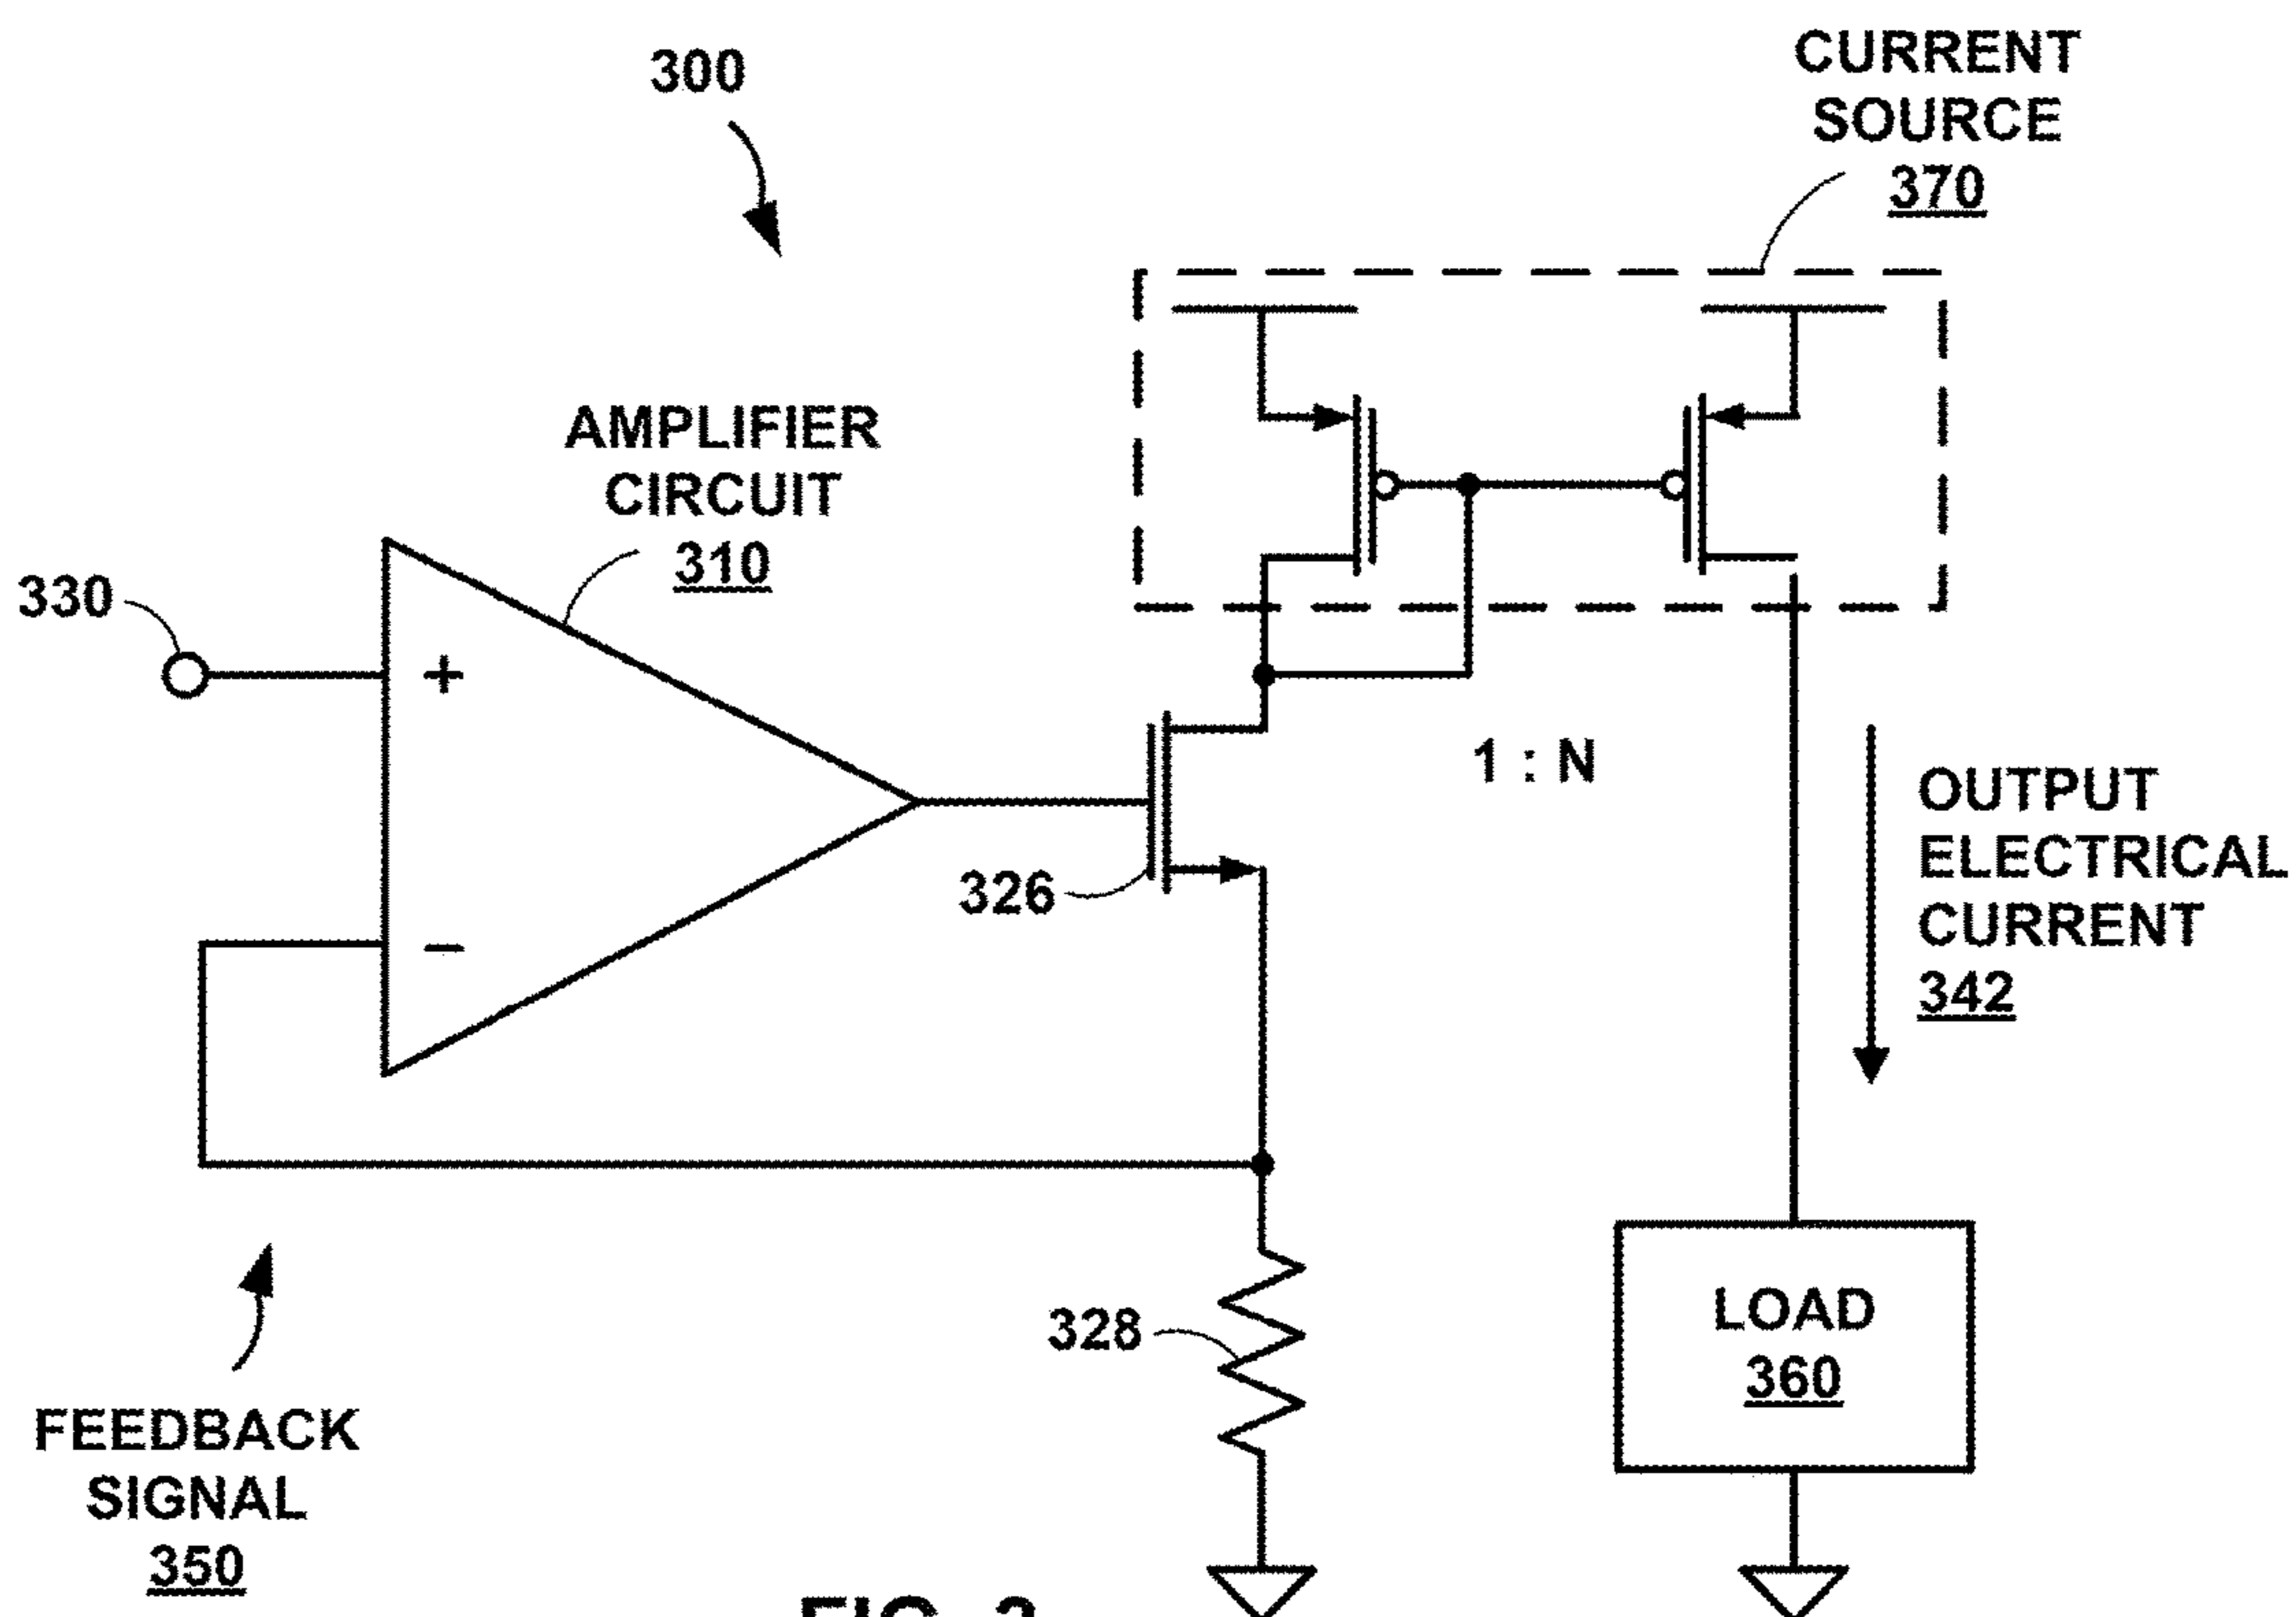 300
CURRENT
SOURCE
370
AMPLIFIER
CIRCUIT
310
330
+
−
326
1 : N
OUTPUT
ELECTRICAL
CURRENT
342
328
LOAD
360
FEEDBACK
SIGNAL
350
FIG.